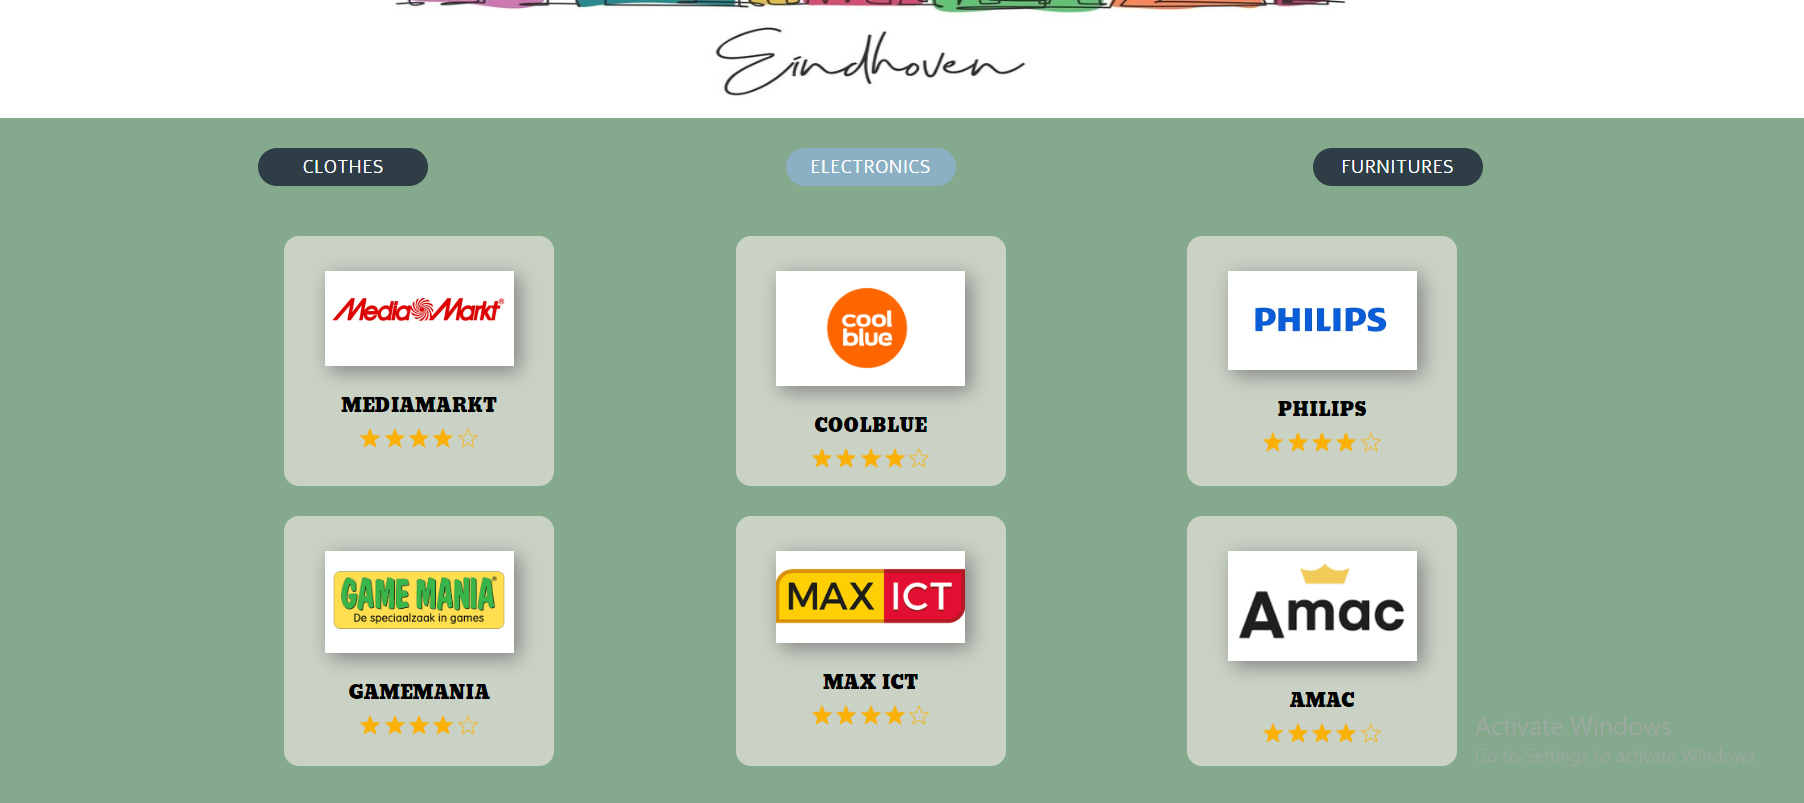 Eindhoven
CLOTHES
ELECTRONICS
FURNITURES
MediaMarkt®
MEDIAMARKT
cool
blue
COOLBLUE
PHILIPS
PHILIPS
GAME MANIA®
De speciaalzaak in games
GAMEMANIA
MAX ICT
MAX ICT
Amac
AMAC
Activate Windows
Go to Settings to activate Windows.